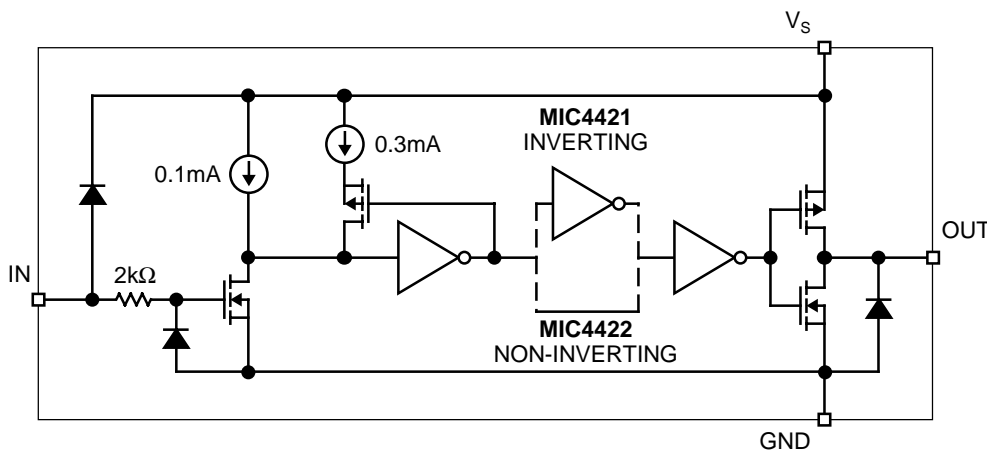 V_S
MIC4421
INVERTING
0.3mA
0.1mA
OUT
IN
2kΩ
MIC4422
NON-INVERTING
GND